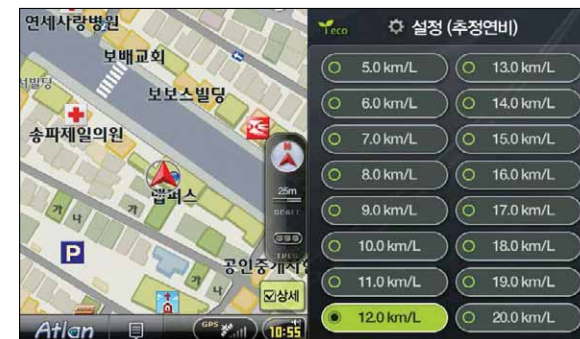 연세사랑병원
보배교회
보보스빌딩
송파제일의원
맵퍼스
가 나
P
가 나
공인중개사
N
25m
SCALE
TPEG
상세
Atlan
GPS
10:55
eco
설정 (추정연비)
5.0 km/L
13.0 km/L
6.0 km/L
14.0 km/L
7.0 km/L
15.0 km/L
8.0 km/L
16.0 km/L
9.0 km/L
17.0 km/L
10.0 km/L
18.0 km/L
11.0 km/L
19.0 km/L
12.0 km/L
20.0 km/L